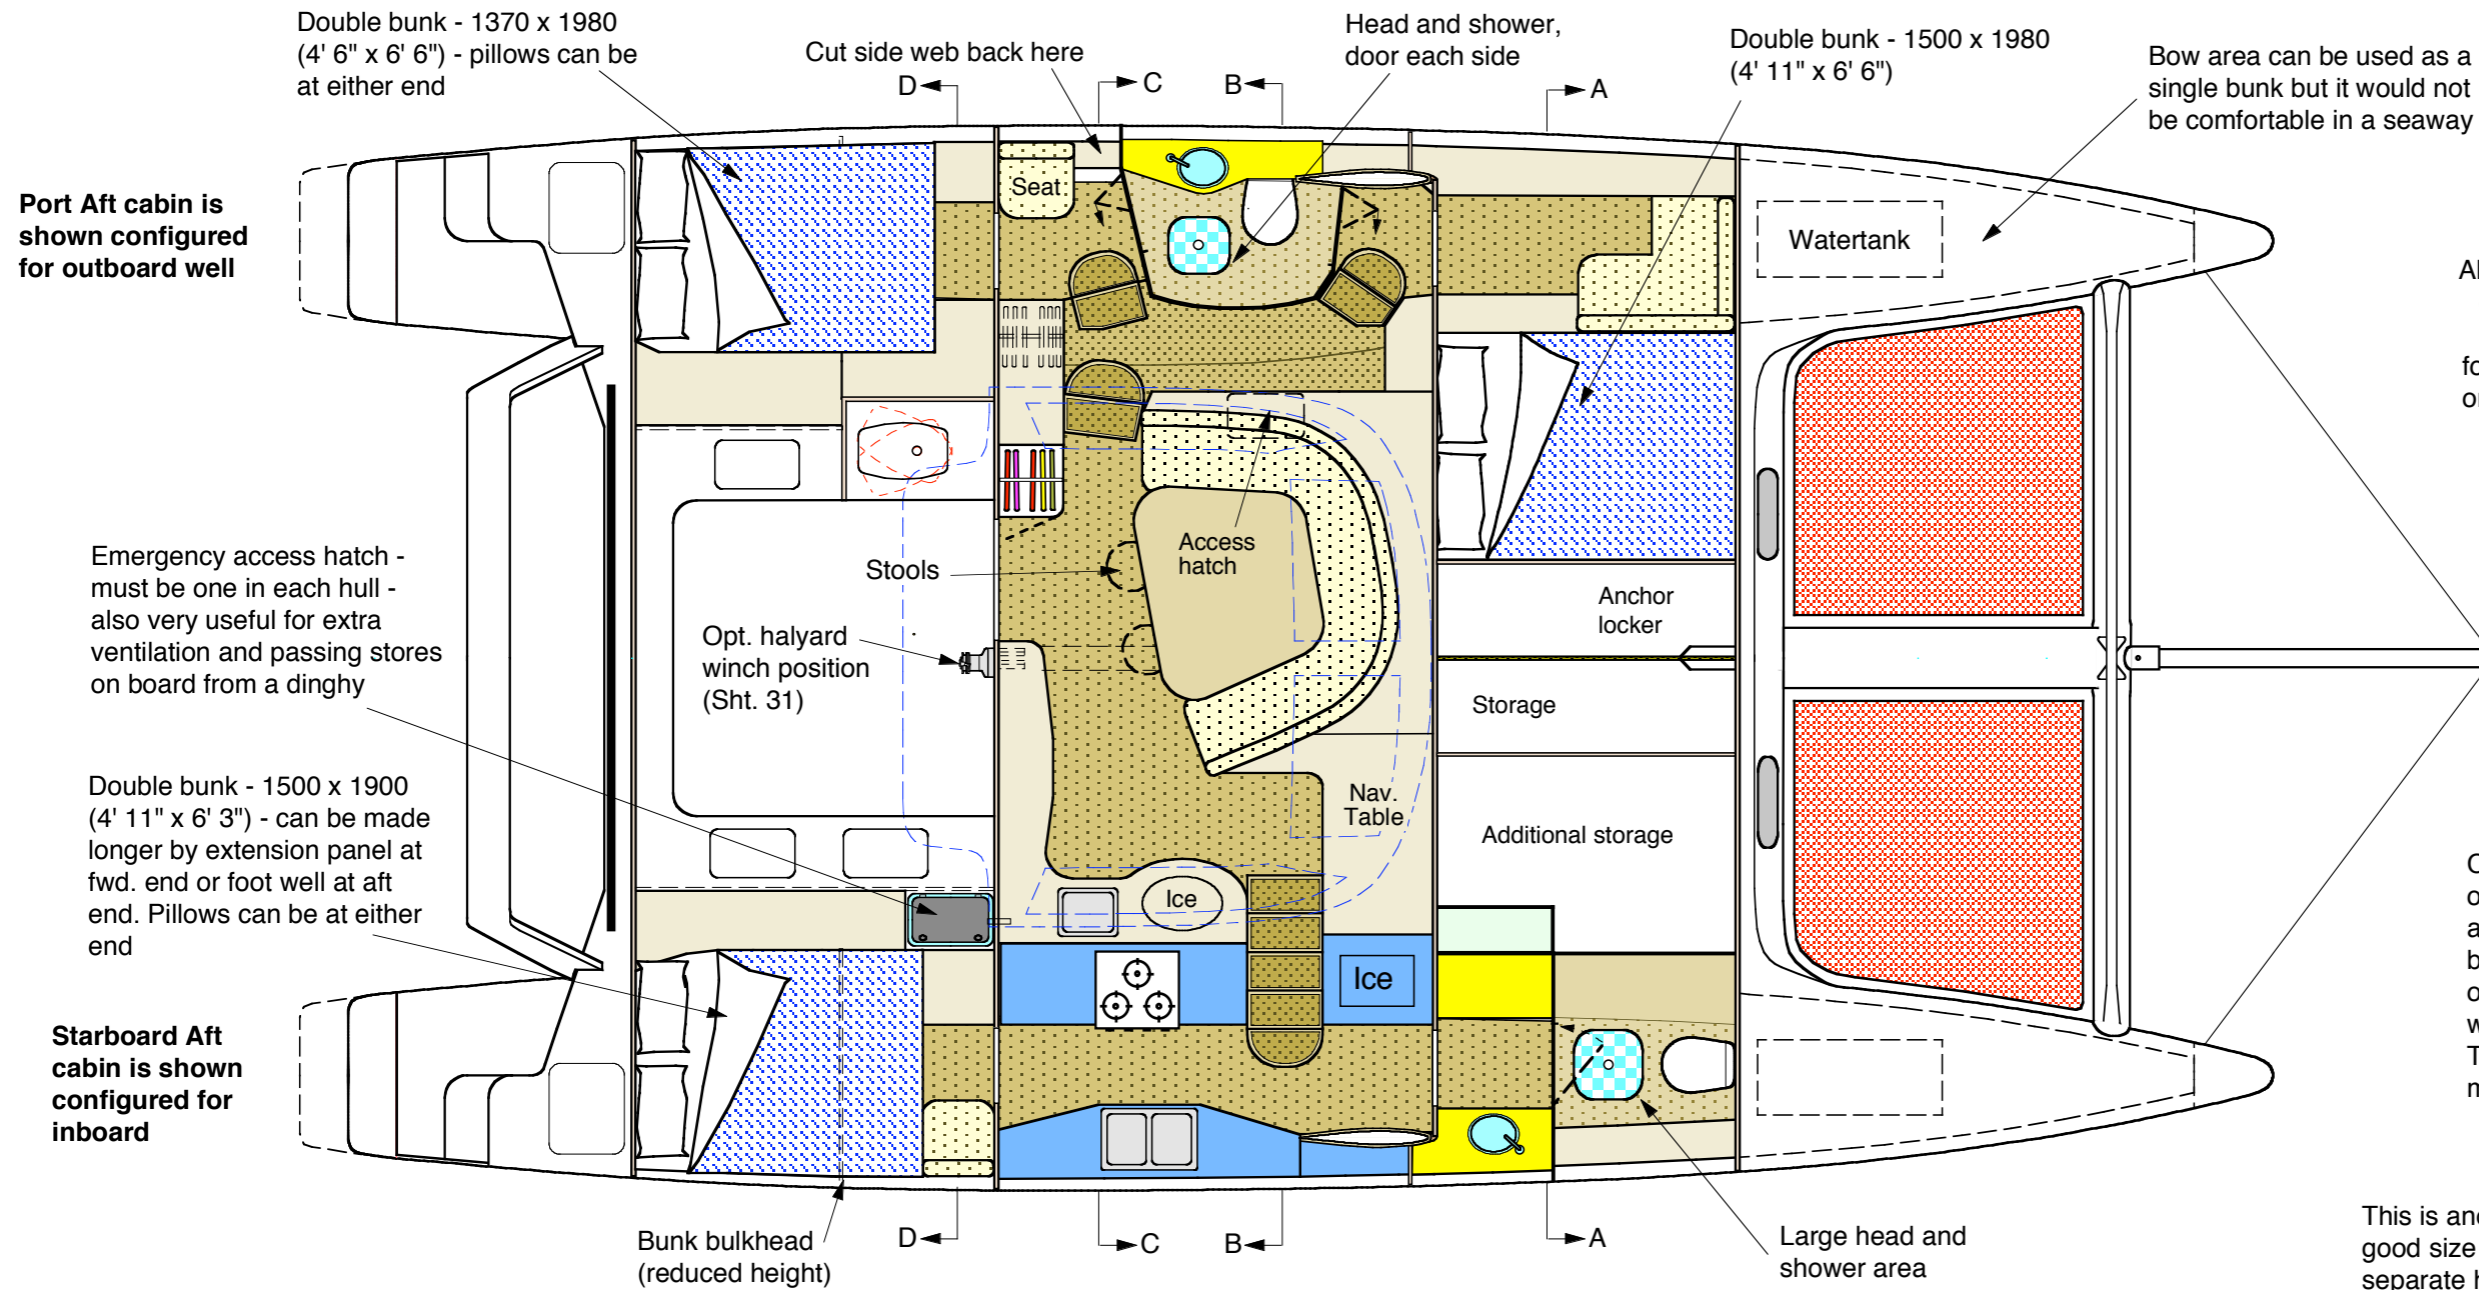 Double bunk - 1370 x 1980
(4' 6" x 6' 6") - pillows can be
at either end
Cut side web back here
Head and shower,
door each side
Double bunk - 1500 x 1980
(4' 11" x 6' 6")
Bow area can be used as a
single bunk but it would not
be comfortable in a seaway
D
C
B
A
Port Aft cabin is
shown configured
for outboard well
Seat
Watertank
Emergency access hatch -
must be one in each hull -
also very useful for extra
ventilation and passing stores
on board from a dinghy
Stools
Access
hatch
Opt. halyard
winch position
(Sht. 31)
Anchor
locker
Storage
Nav.
Table
Additional storage
Double bunk - 1500 x 1900
(4' 11" x 6' 3") - can be made
longer by extension panel at
fwd. end or foot well at aft
end. Pillows can be at either
end
Ice
Ice
Starboard Aft
cabin is shown
configured for
inboard
Bunk bulkhead
(reduced height)
D
C
B
A
Large head and
shower area
This is
good size
separate